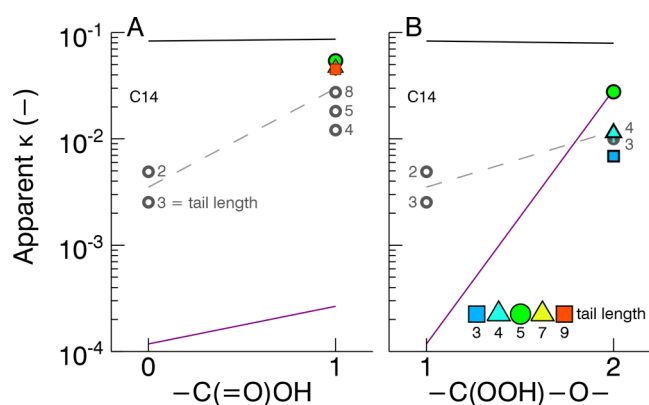 A
B
Apparent κ (−)
10⁻¹
10⁻²
10⁻³
10⁻⁴
C14
8
5
4
2
3 = tail length
0
1
−C(=O)OH
C14
4
3
2
3
tail length
3
4
5
7
9
1
2
−C(OOH)−O−